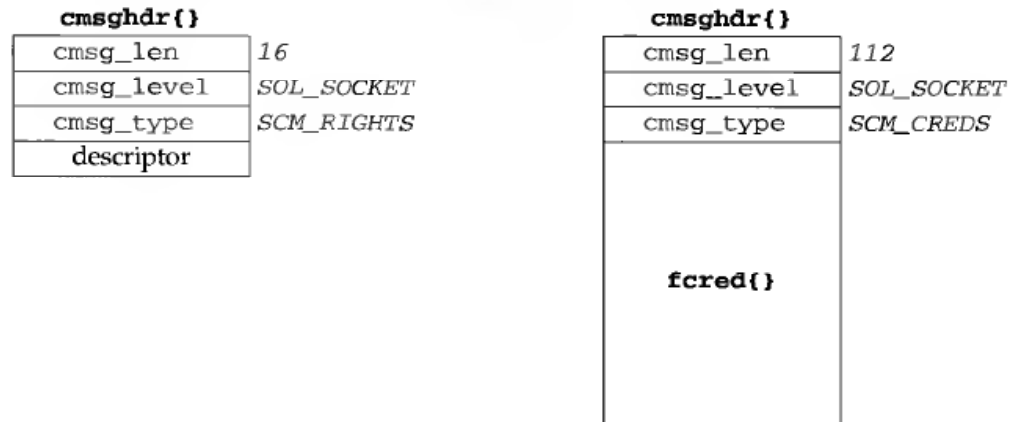 cmsghdr{}
cmsg_len 16
cmsg_level SOL_SOCKET
cmsg_type SCM_RIGHTS
descriptor
cmsghdr{}
cmsg_len 112
cmsg_level SOL_SOCKET
cmsg_type SCM_CREDS
fcred{}